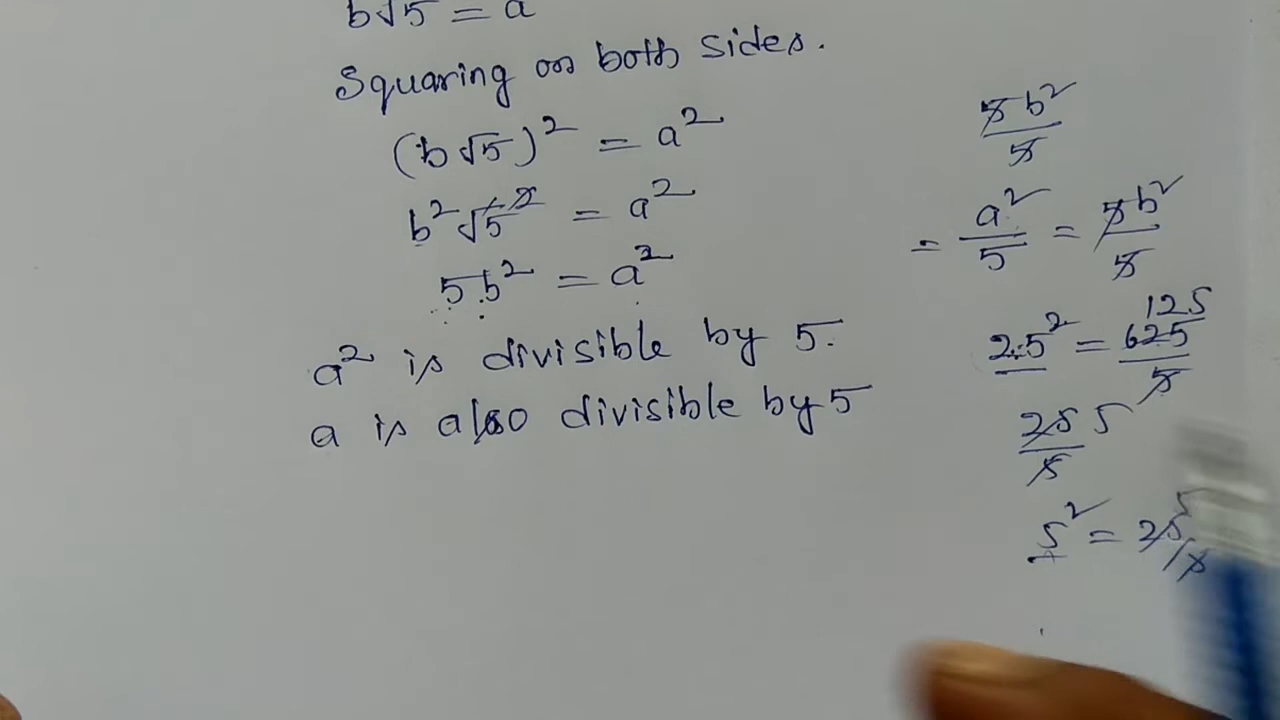 b√5 = a
Squaring on both sides.
(b√5)² = a²
b²√5² = a²
5b² = a²
a² is divisible by 5.
a is also divisible by 5
5b²/5
= a²/5 = 5b²/5
125
25² = 625/5
25/5 5
5
5² = 25/5